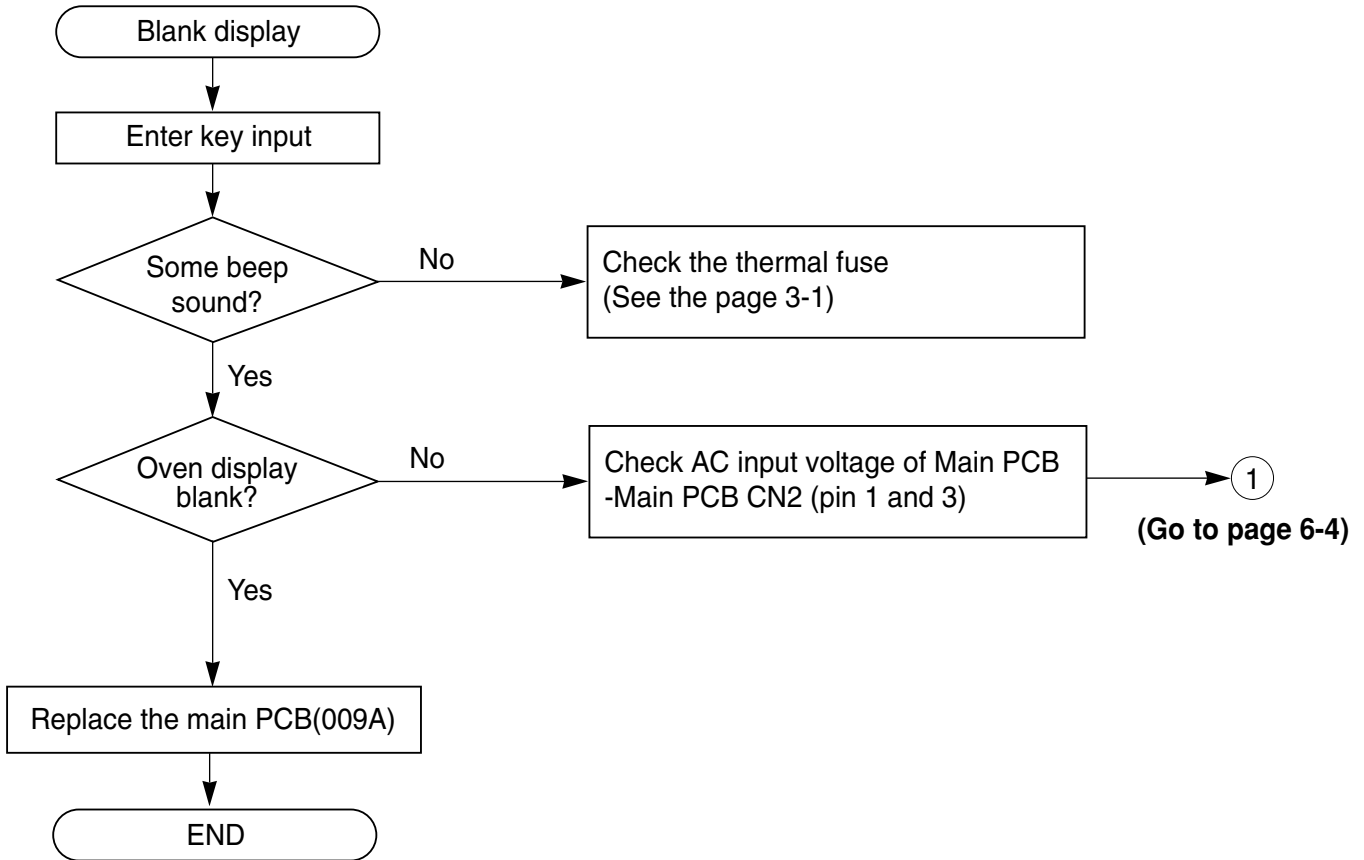 Blank display
Enter key input
Some beep
sound?
No
Check the thermal fuse
(See the page 3-1)
Yes
Oven display
blank?
No
Check AC input voltage of Main PCB
-Main PCB CN2 (pin 1 and 3)
1
(Go to page 6-4)
Yes
Replace the main PCB(009A)
END